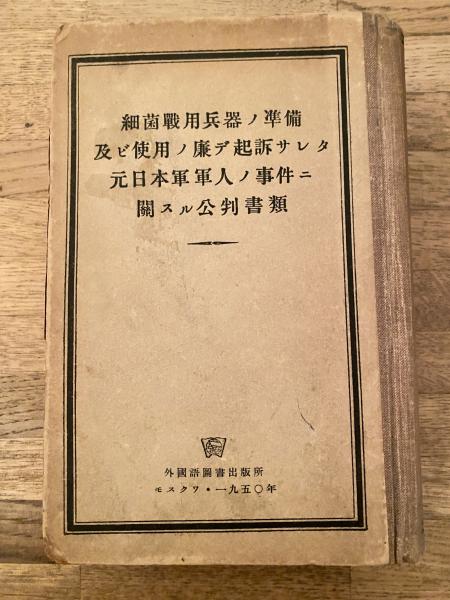 細菌戰用兵器ノ準備
及ビ使用ノ廉デ起訴サレタ
元日本軍軍人ノ事件ニ
關スル公判書類
外國語圖書出版所
モスクワ・一九五〇年